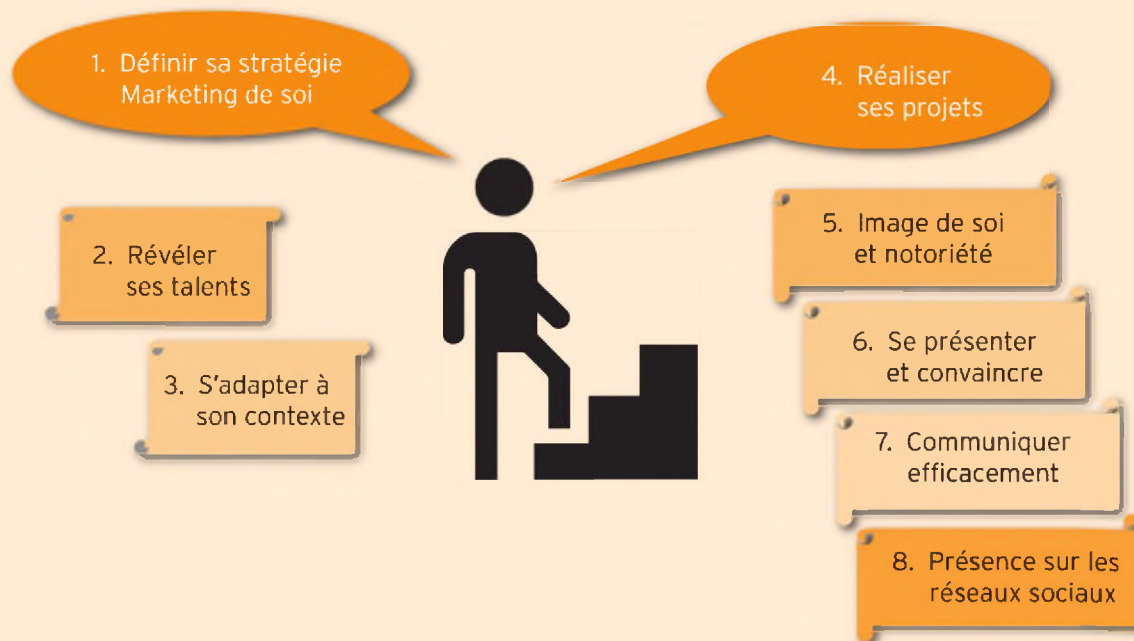 1. Définir sa stratégie
Marketing de soi
2. Révéler
ses talents
3. S'adapter à
son contexte
4. Réaliser
ses projets
5. Image de soi
et notoriété
6. Se présenter
et convaincre
7. Communiquer
efficacement
8. Présence sur les
réseaux sociaux